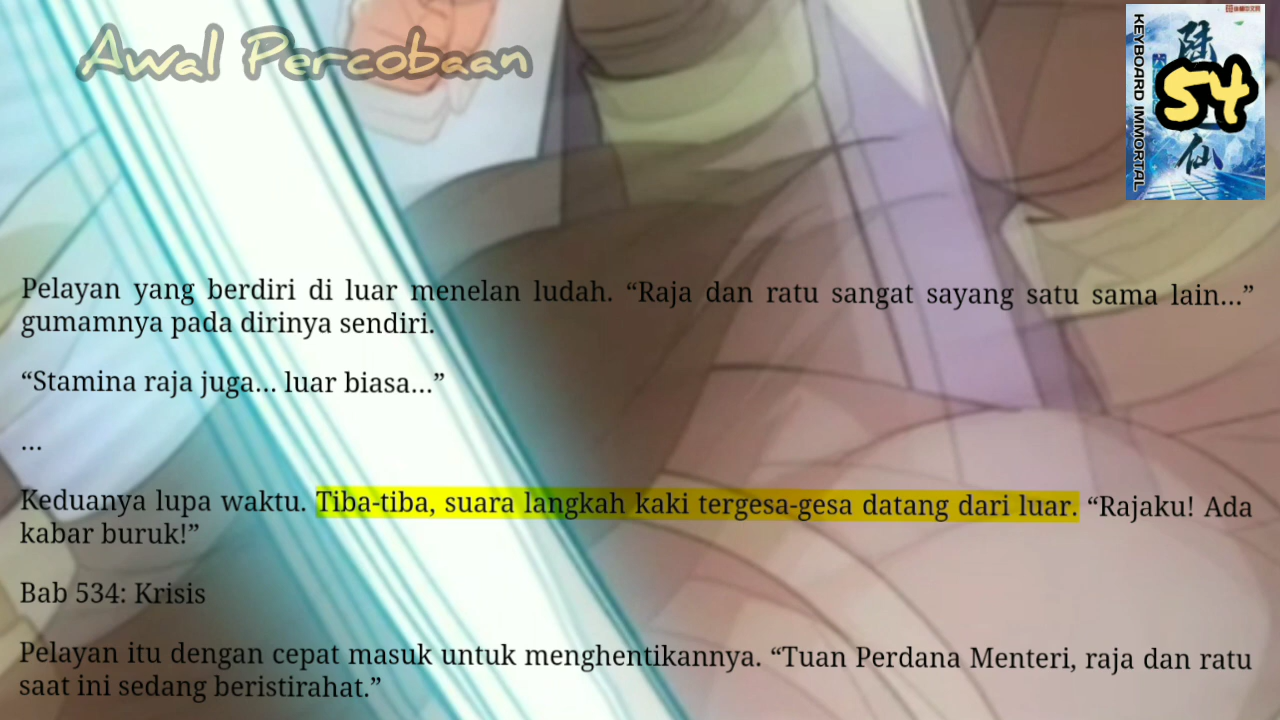 Awal Percobaan
KEYBOARD IMMORTAL
陆
仙
54
Pelayan yang berdiri di luar menelan ludah. “Raja dan ratu sangat sayang satu sama lain…”
gumamnya pada dirinya sendiri.
“Stamina raja juga… luar biasa…”
…
Keduanya lupa waktu. Tiba-tiba, suara langkah kaki tergesa-gesa datang dari luar. “Rajaku! Ada
kabar buruk!”
Bab 534: Krisis
Pelayan itu dengan cepat masuk untuk menghentikannya. “Tuan Perdana Menteri, raja dan ratu
saat ini sedang beristirahat.”